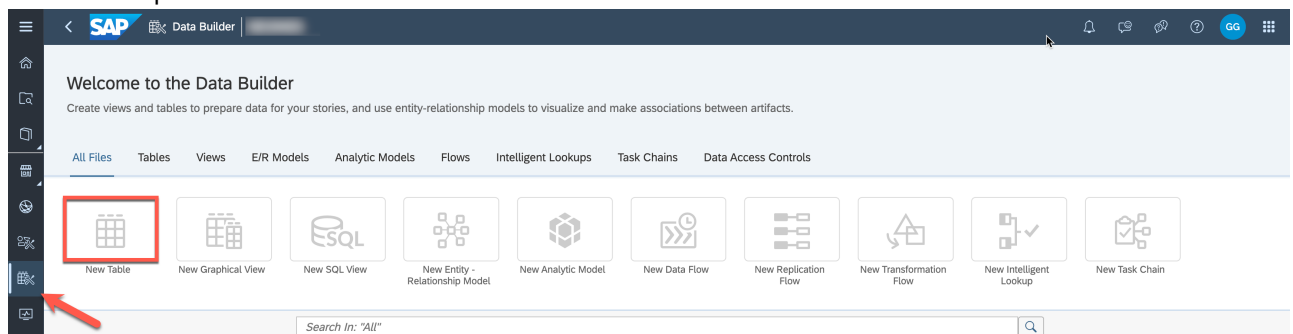 SAP Data Builder
GG
Welcome to the Data Builder
Create views and tables to prepare data for your stories, and use entity-relationship models to visualize and make associations between artifacts.
All Files Tables Views E/R Models Analytic Models Flows Intelligent Lookups Task Chains Data Access Controls
SQL
New Table New Graphical View New SQL View New Entity - New Analytic Model New Data Flow New Replication New Transformation New Intelligent New Task Chain
Relationship Model Flow Flow Lookup
Search In: "All"